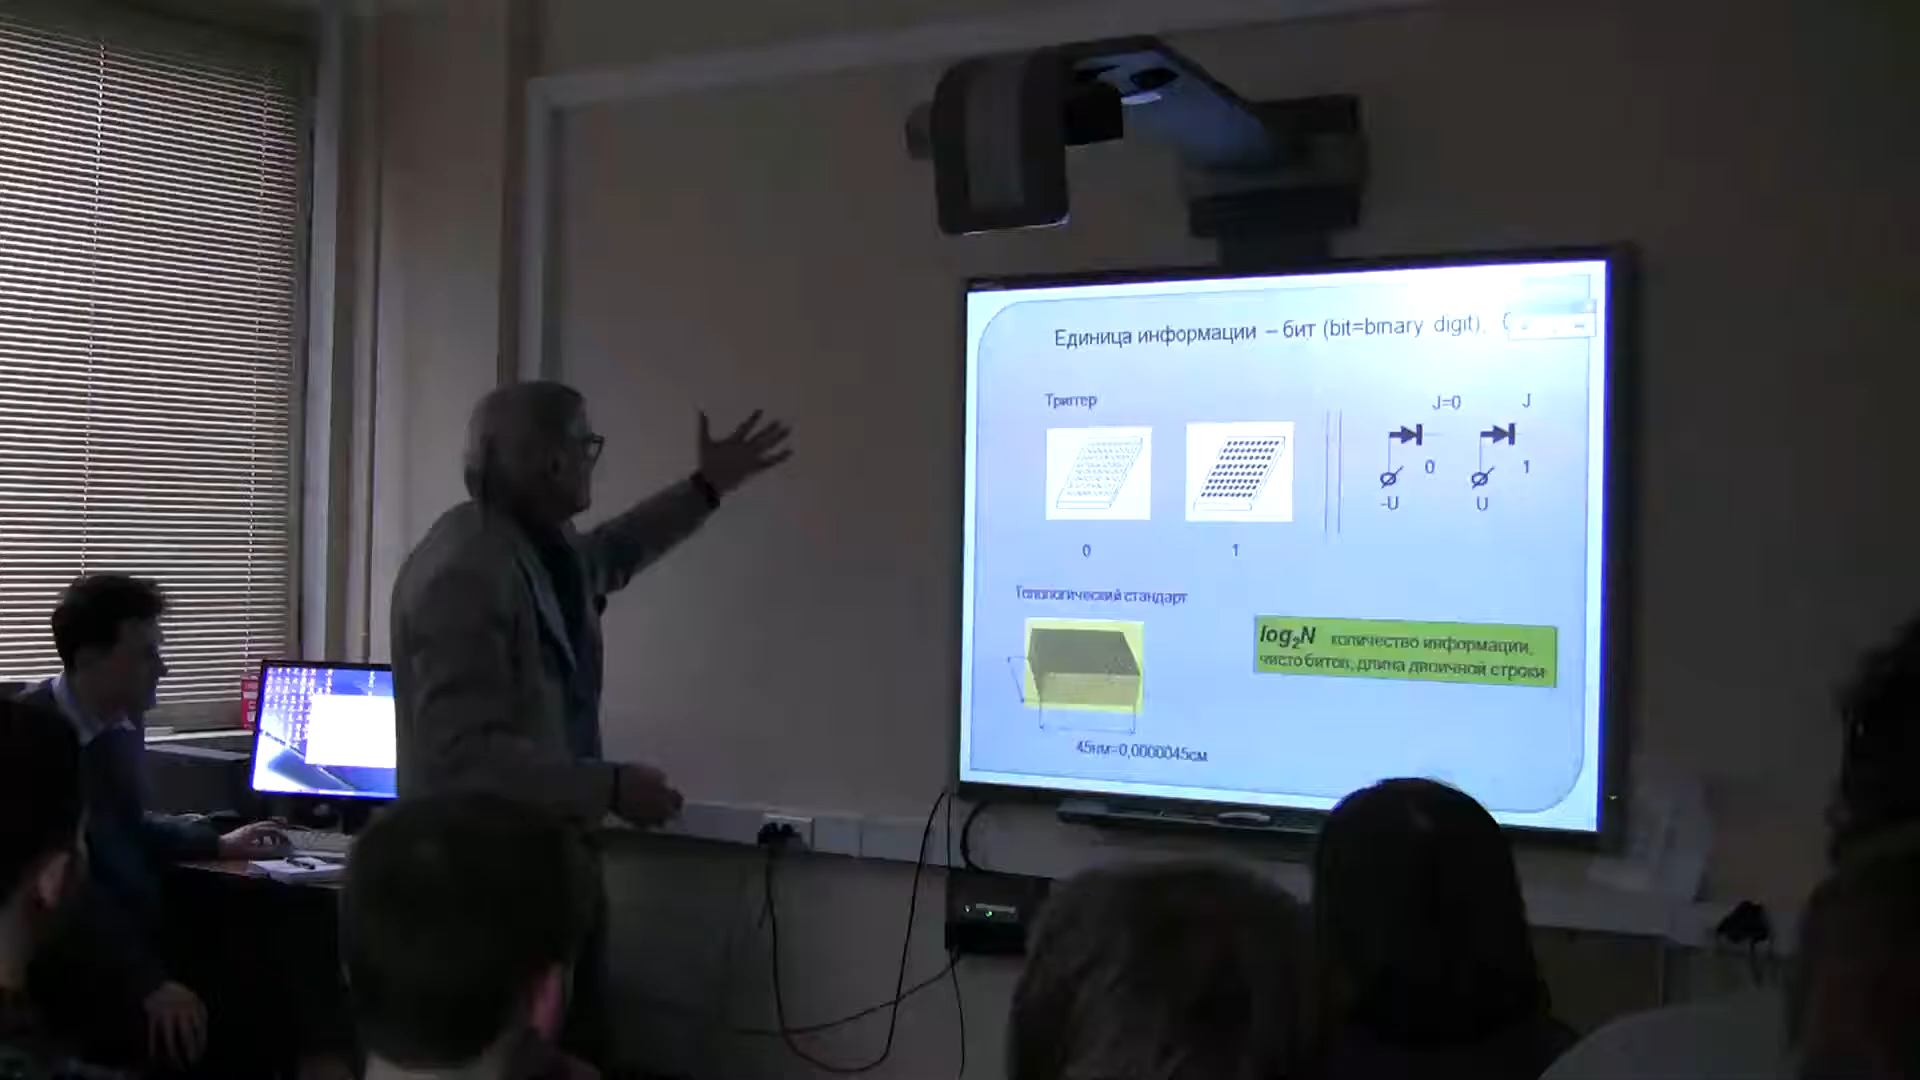 Единица информации – бит (bit=binary digit),
Триггер
J=0 J
0 1
-U U
0 1
Топологический стандарт
log₂N количество информации,
чисто битов, длина двоичной строки
45нм=0,0000045см